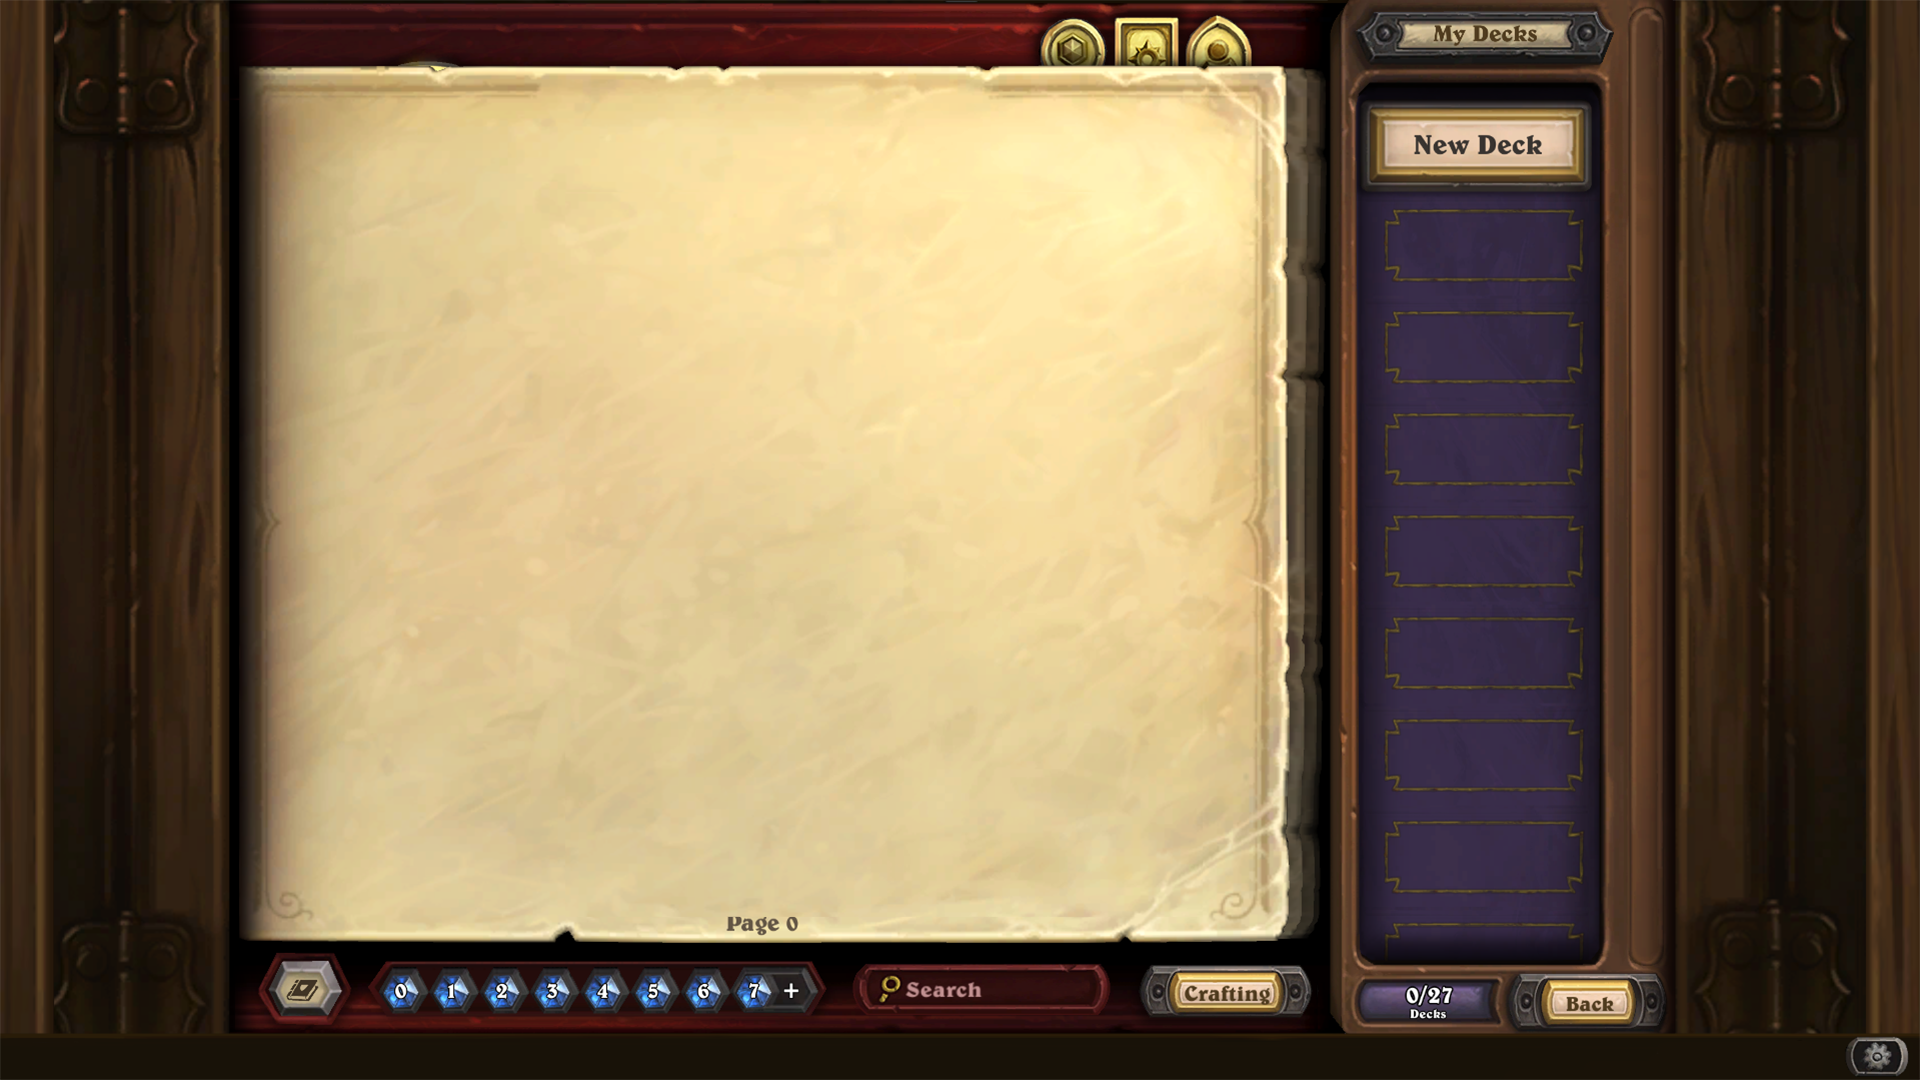 My Decks
New Deck
Page 0
0 1 2 3 4 5 6 7 +
Search
Crafting
0/27
Decks
Back